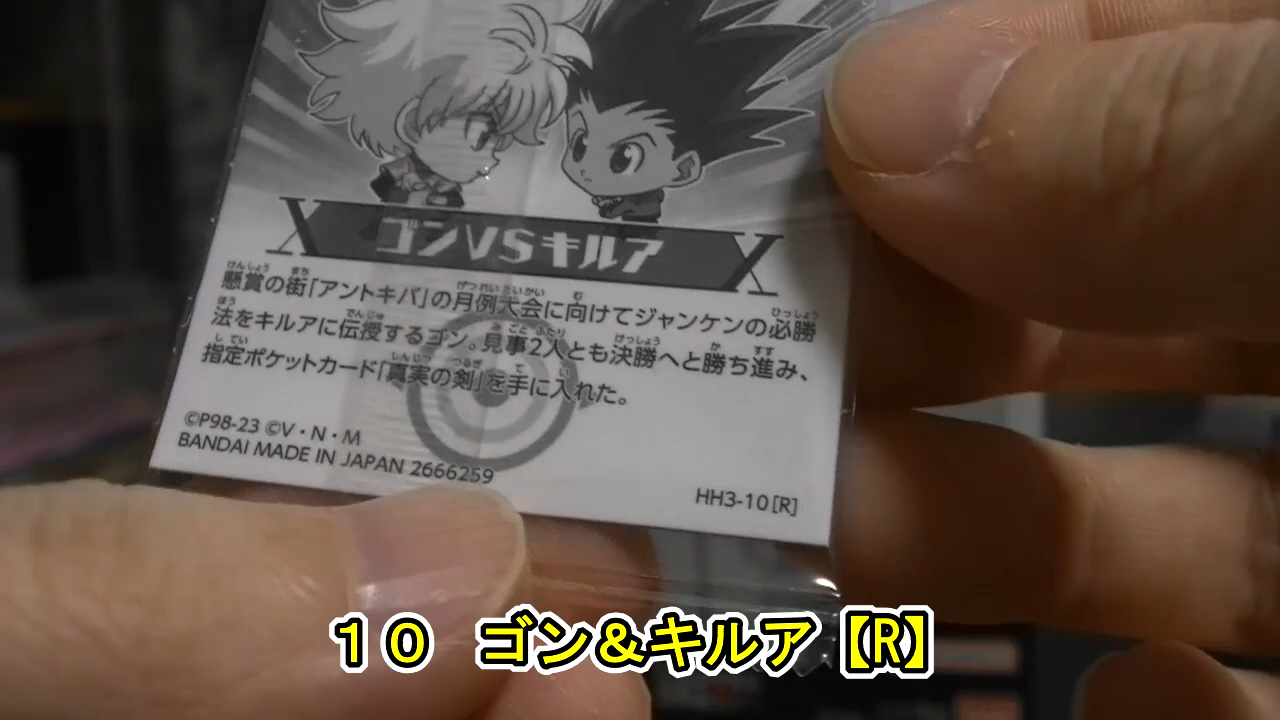 ゴンVSキルア
懸賞の街「アントキバ」の月例大会に向けてジャンケンの必勝
法をキルアに伝授するゴン。見事2人とも決勝へと勝ち進み、
指定ポケットカード「真実の剣」を手に入れた。
©P98-23 ©V・N・M
BANDAI MADE IN JAPAN 2666259
HH3-10[R]
10 ゴン&キルア【R】